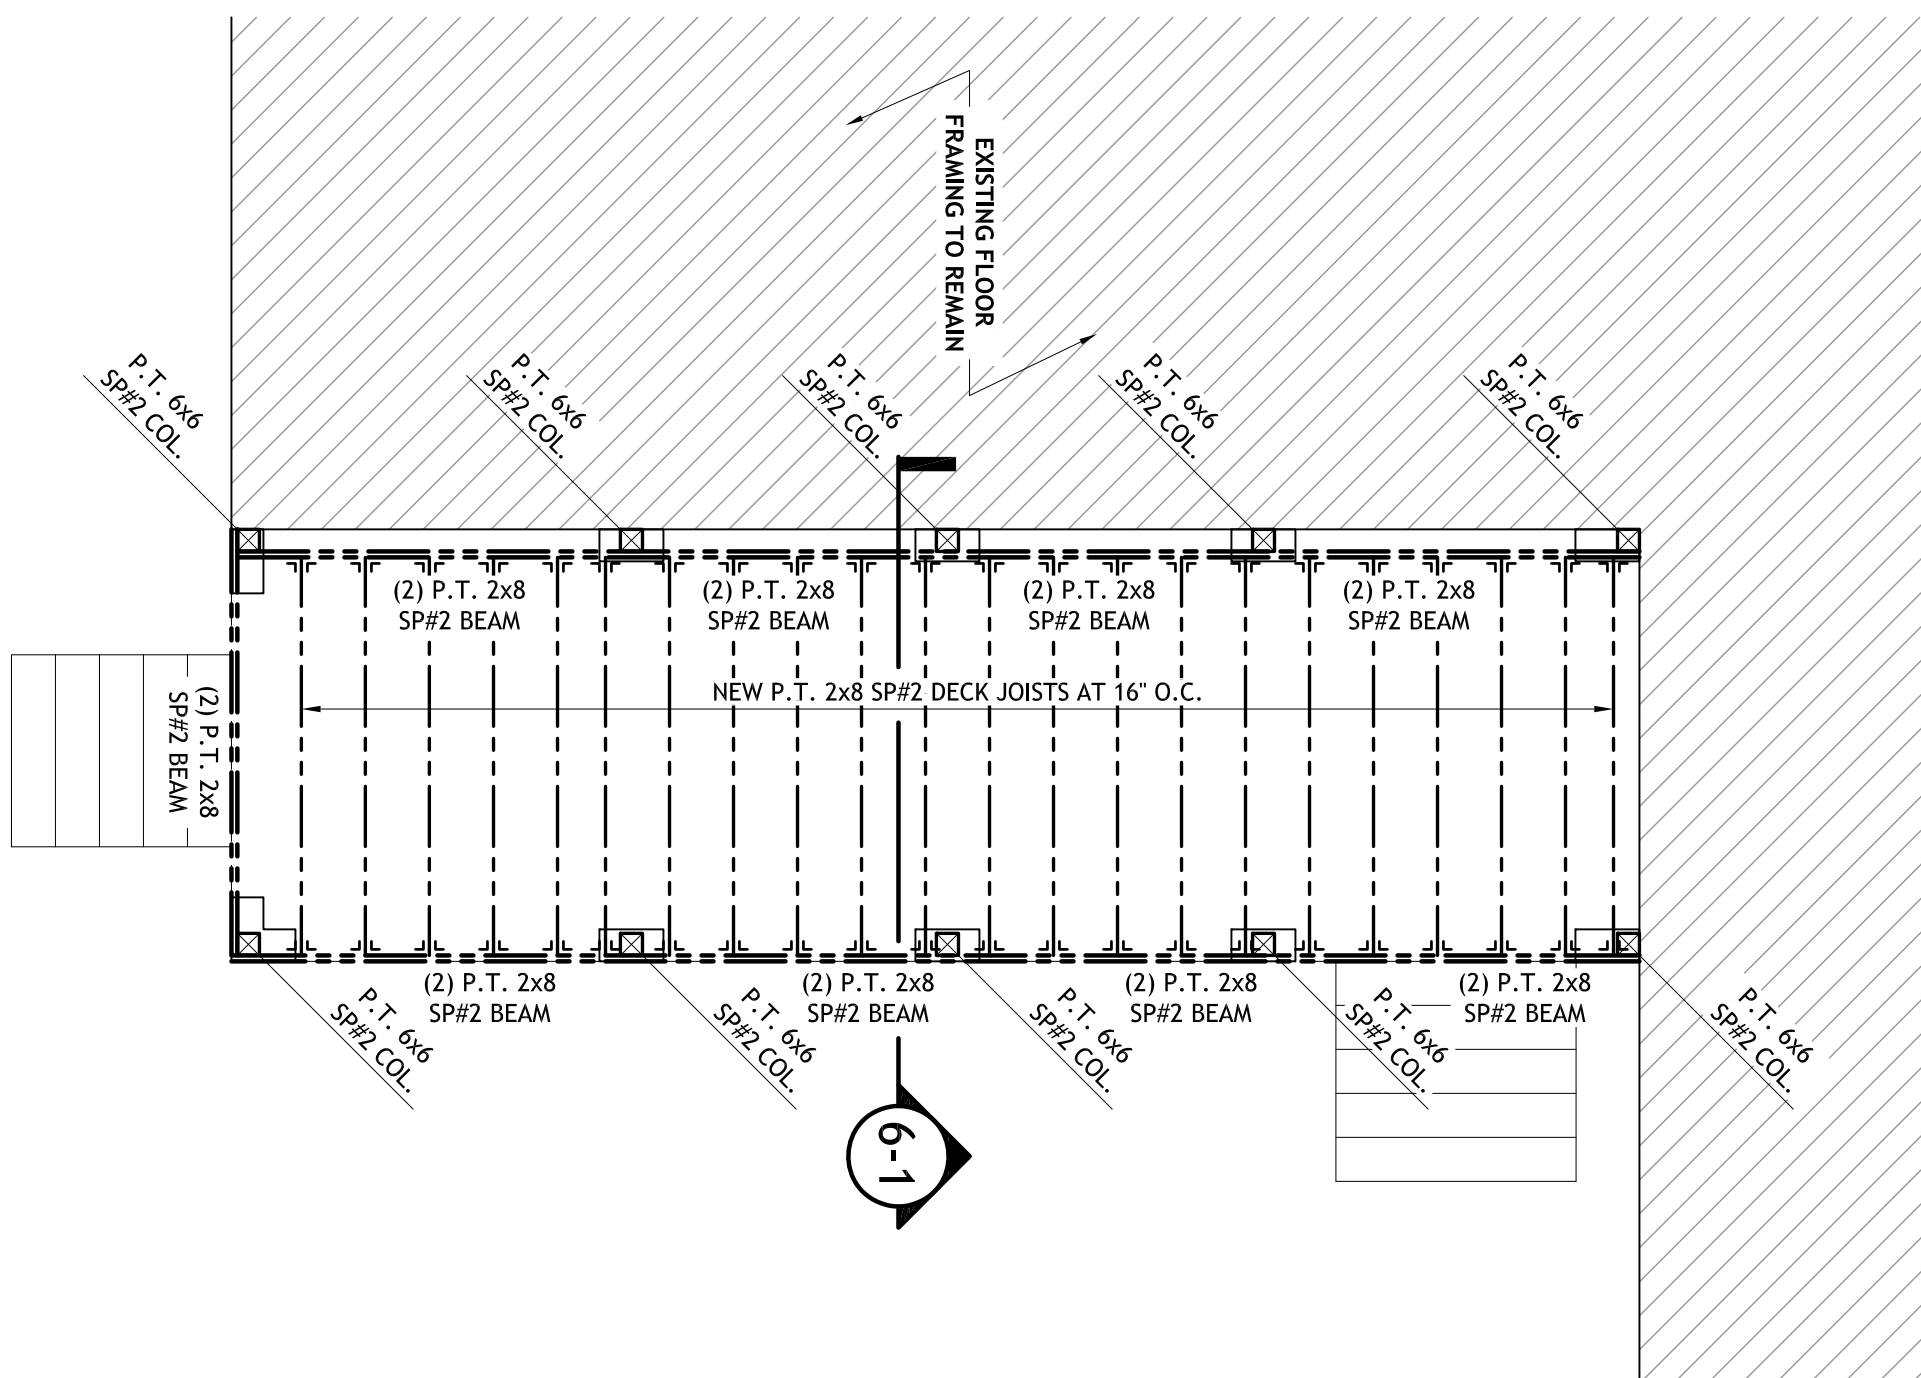 EXISTING FLOOR
FRAMING TO REMAIN
P.T. 6x6
SP#2 COL.
P.T. 6x6
SP#2 COL.
P.T. 6x6
SP#2 COL.
P.T. 6x6
SP#2 COL.
P.T. 6x6
SP#2 COL.
(2) P.T. 2x8
SP#2 BEAM
(2) P.T. 2x8
SP#2 BEAM
(2) P.T. 2x8
SP#2 BEAM
(2) P.T. 2x8
SP#2 BEAM
NEW P.T. 2x8 SP#2 DECK JOISTS AT 16" O.C.
(2) P.T. 2x8
SP#2 BEAM
(2) P.T. 2x8
SP#2 BEAM
(2) P.T. 2x8
SP#2 BEAM
(2) P.T. 2x8
SP#2 BEAM
(2) P.T. 2x8
SP#2 BEAM
P.T. 6x6
SP#2 COL.
P.T. 6x6
SP#2 COL.
P.T. 6x6
SP#2 COL.
P.T. 6x6
SP#2 COL.
P.T. 6x6
SP#2 COL.
6-1